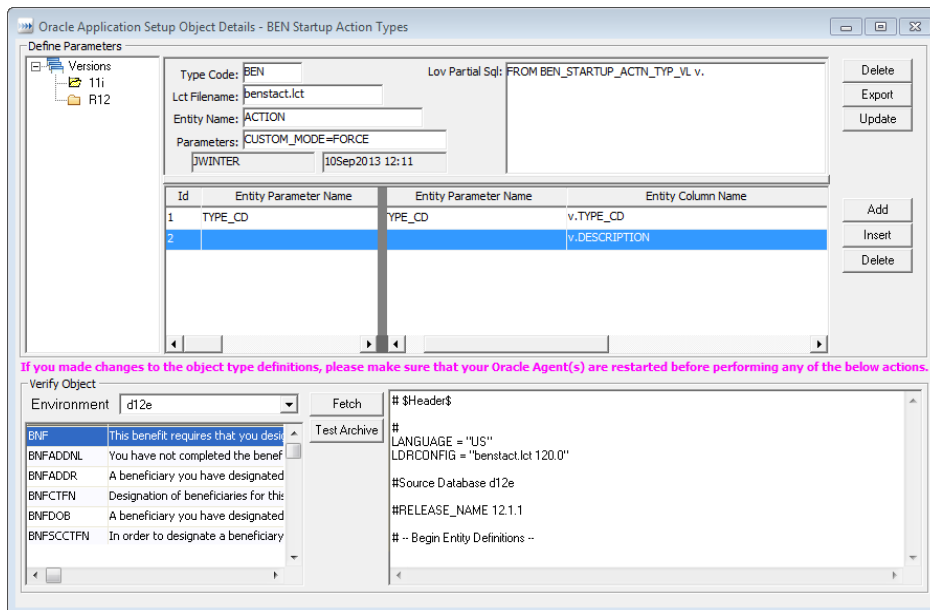 Oracle Application Setup Object Details - BEN Startup Action Types
Define Parameters
Versions
11i
R12
Type Code: BEN
Lct Filename: benstact.lct
Entity Name: ACTION
Parameters: CUSTOM_MODE=FORCE
JWINTER 10Sep2013 12:11
Lov Partial Sql: FROM BEN_STARTUP_ACTN_TYP_VL v.
Delete
Export
Update
Id Entity Parameter Name Entity Parameter Name Entity Column Name
1 TYPE_CD YPE_CD v.TYPE_CD
2 v.DESCRIPTION
Add
Insert
Delete
If you made changes to the object type definitions, please make sure that your Oracle Agent(s) are restarted before performing any of the below actions.
Verify Object
Environment d12e Fetch
Test Archive
BNF This benefit requires that you desi
BNFADDNL You have not completed the benef
BNFADDR A beneficiary you have designated
BNFCTFN Designation of beneficiaries for this
BNFDOB A beneficiary you have designated
BNFSCCTFN In order to designate a beneficiary
# $Header$
#
LANGUAGE = "US"
LDRCONFIG = "benstact.lct 120.0"
#Source Database d12e
#RELEASE_NAME 12.1.1
# -- Begin Entity Definitions --